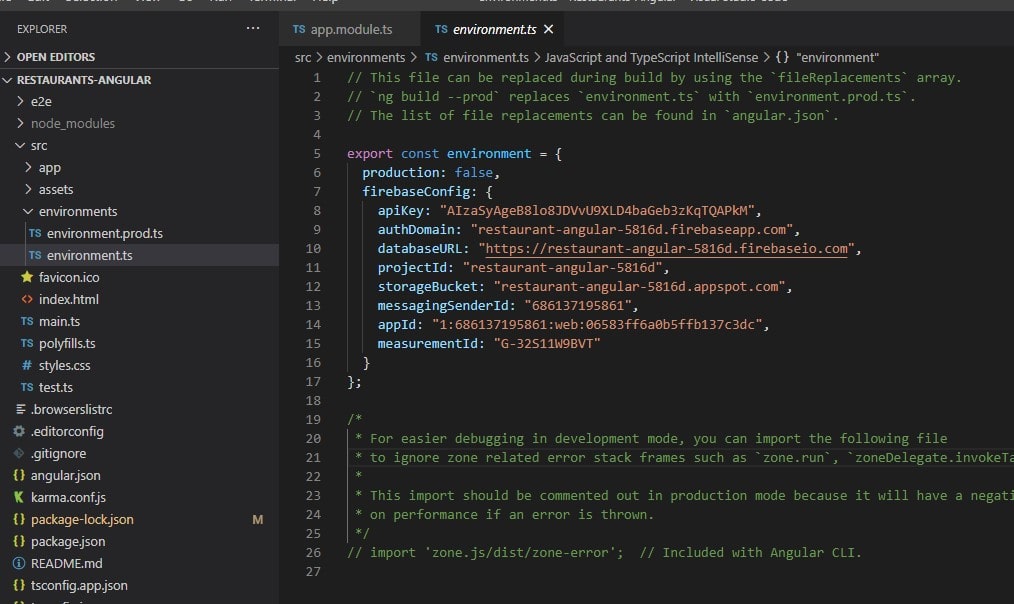 EXPLORER
OPEN EDITORS
RESTAURANTS-ANGULAR
e2e
node_modules
src
app
assets
environments
TS environment.prod.ts
TS environment.ts
favicon.ico
<> index.html
TS main.ts
TS polyfills.ts
# styles.css
TS test.ts
.browserslistrc
.editorconfig
.gitignore
{} angular.json
karma.conf.js
{} package-lock.json M
{} package.json
README.md
{} tsconfig.app.json
TS app.module.ts TS environment.ts
src > environments > TS environment.ts > JavaScript and TypeScript IntelliSense > {} "environment"
1 // This file can be replaced during build by using the `fileReplacements` array.
2 // `ng build --prod` replaces `environment.ts` with `environment.prod.ts`.
3 // The list of file replacements can be found in `angular.json`.
4
5 export const environment = {
6 production: false,
7 firebaseConfig: {
8 apiKey: "AIzaSyAgeB8lo8JDVvU9XLD4baGeb3zKqTQAPkM",
9 authDomain: "restaurant-angular-5816d.firebaseapp.com",
10 databaseURL: "https://restaurant-angular-5816d.firebaseio.com",
11 projectId: "restaurant-angular-5816d",
12 storageBucket: "restaurant-angular-5816d.appspot.com",
13 messagingSenderId: "686137195861",
14 appId: "1:686137195861:web:06583ff6a0b5ffb137c3dc",
15 measurementId: "G-32S11W9BVT"
16 }
17 };
18
19 /*
20 * For easier debugging in development mode, you can import the following file
21 * to ignore zone related error stack frames such as `zone.run`, `zoneDelegate.invokeTa
22 *
23 * This import should be commented out in production mode because it will have a negati
24 * on performance if an error is thrown.
25 */
26 // import 'zone.js/dist/zone-error';  // Included with Angular CLI.
27